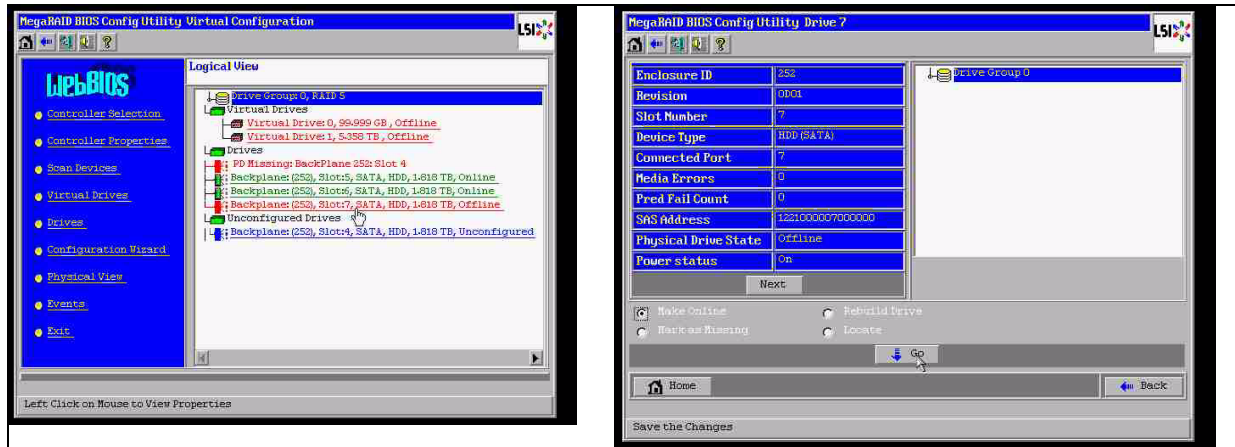 MegaRAID BIOS Config Utility Virtual Configuration
LSI
WebBIOS
Controller Selection
Controller Properties
Scan Devices
Virtual Drives
Drives
Configuration Wizard
Physical View
Events
Exit
Logical View
Drive Group: 0, RAID 5
Virtual Drives
Virtual Drive: 0, 99.999 GB , Offline
Virtual Drive: 1, 5.358 TB , Offline
Drives
PD Missing: BackPlane 252: Slot 4
Backplane: (252), Slot:5, SATA, HDD, 1.818 TB, Online
Backplane: (252), Slot:6, SATA, HDD, 1.818 TB, Online
Backplane: (252), Slot:7, SATA, HDD, 1.818 TB, Offline
Unconfigured Drives
Backplane: (252), Slot:4, SATA, HDD, 1.818 TB, Unconfigured
Left Click on Mouse to View Properties
MegaRAID BIOS Config Utility Drive 7
LSI
Enclosure ID 252
Revision 0D01
Slot Number 7
Device Type HDD (SATA)
Connected Port 7
Media Errors 0
Pred Fail Count 0
SAS Address 1221000007000000
Physical Drive State Offline
Power status On
Next
Drive Group 0
Make Online Rebuild Drive
Mark as Missing Locate
Go
Home Back
Save the Changes